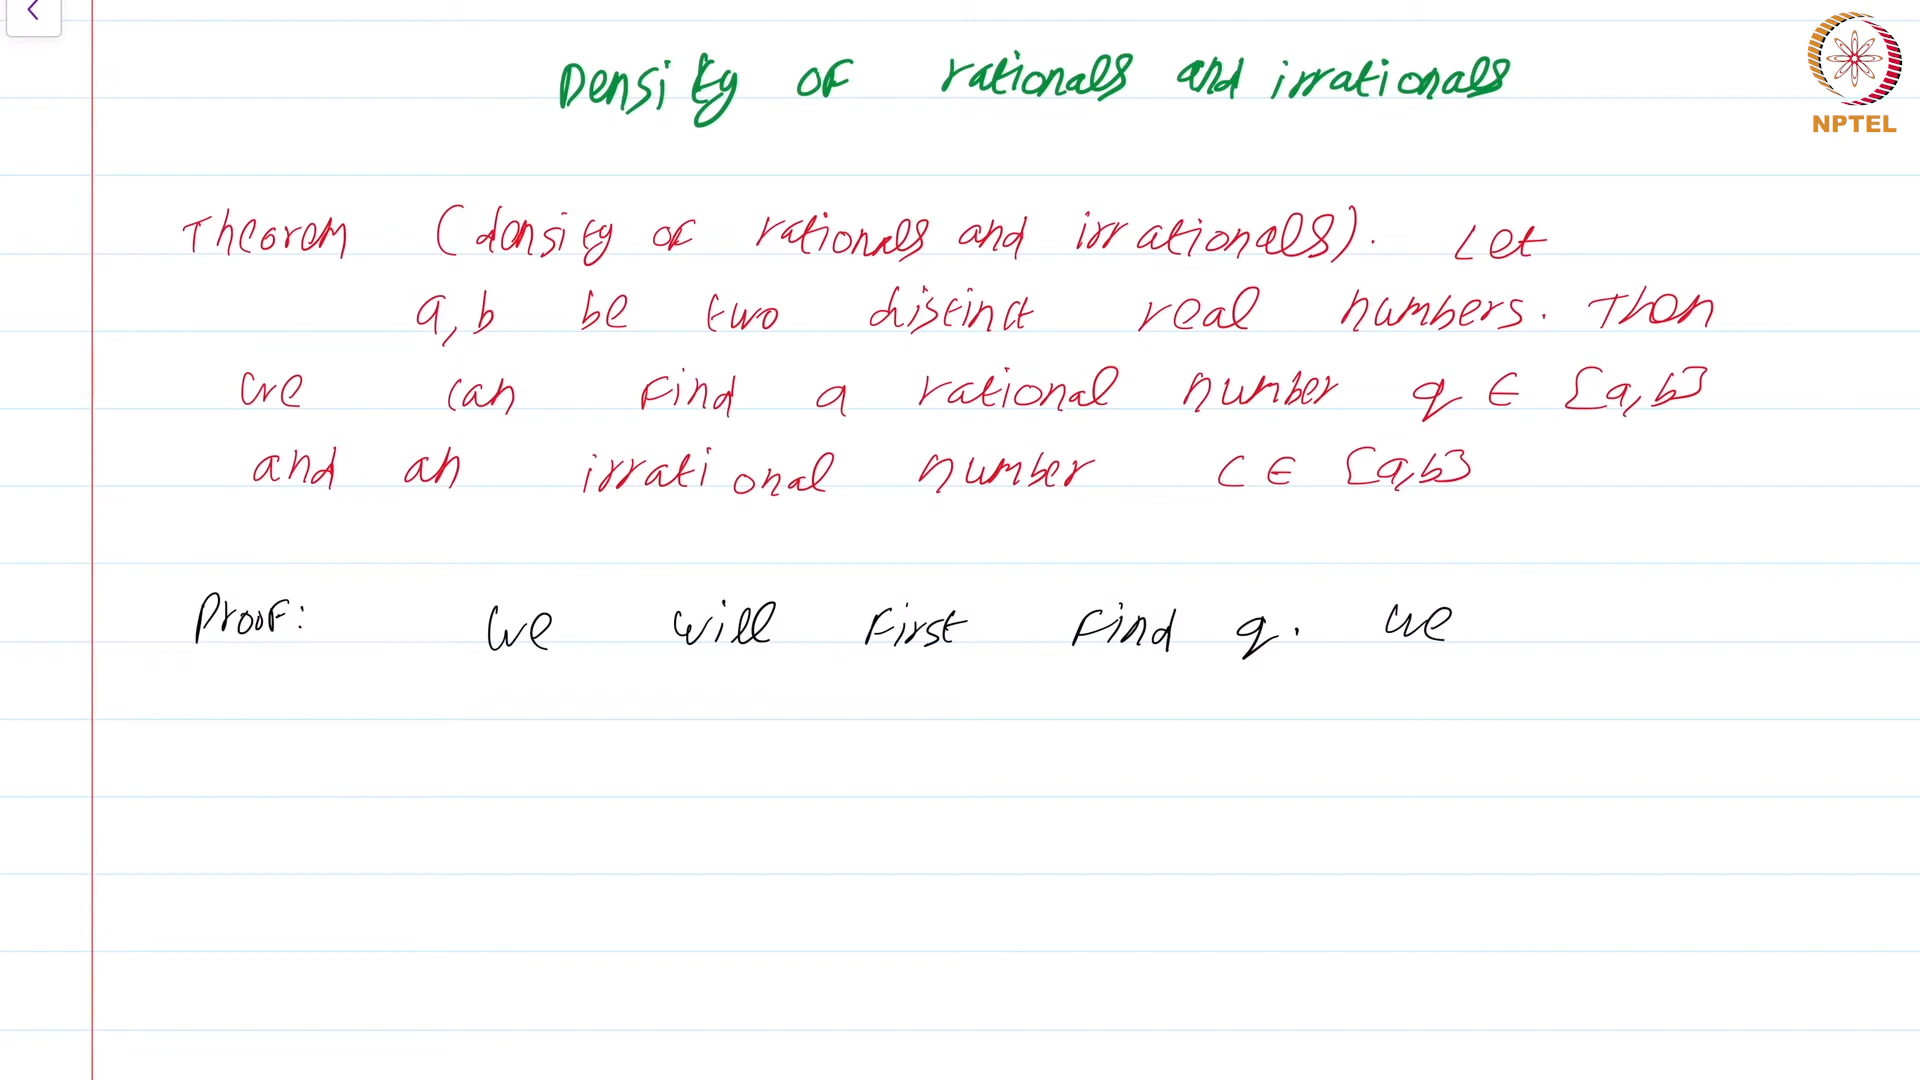 Density of rationals and irrationals
NPTEL
Theorem (density of rationals and irrationals). Let
a, b be two distinct real numbers. Then
we can find a rational number q ∈ [a,b]
and an irrational number c ∈ [a,b]
Proof: We will first find q. We